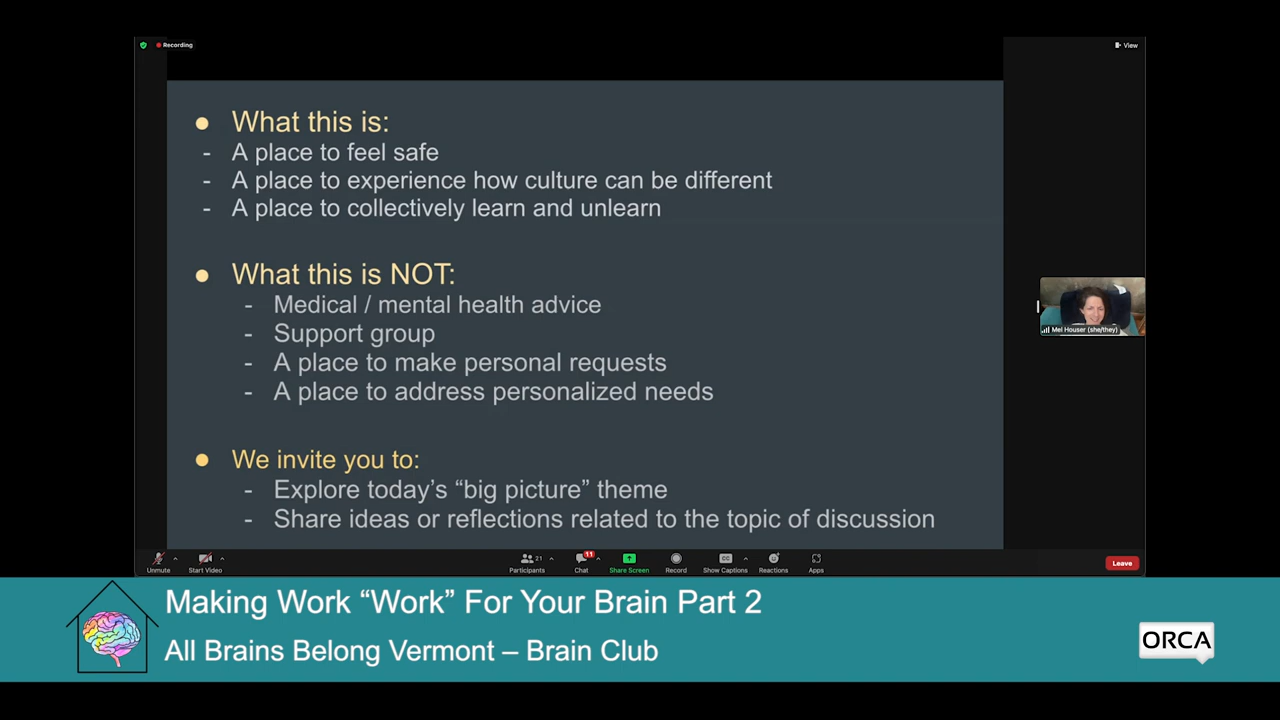 Recording
View
● What this is:
- A place to feel safe
- A place to experience how culture can be different
- A place to collectively learn and unlearn
● What this is NOT:
- Medical / mental health advice
- Support group
- A place to make personal requests
- A place to address personalized needs
Mel Houser (she/they)
● We invite you to:
- Explore today’s “big picture” theme
- Share ideas or reflections related to the topic of discussion
21
11
CC
Unmute
Start Video
Participants
Chat
Share Screen
Record
Show Captions
Reactions
Apps
Leave
Making Work “Work” For Your Brain Part 2
All Brains Belong Vermont – Brain Club
ORCA